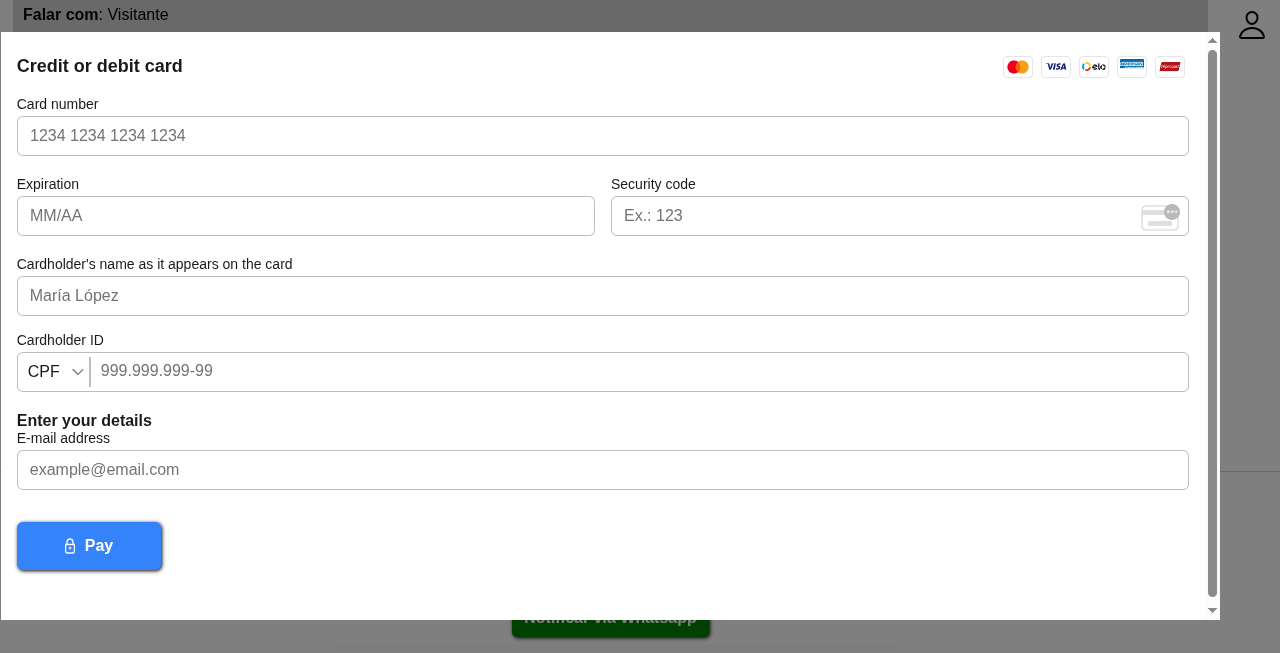 Falar com: Visitante
Credit or debit card
VISA
elo
Card number
1234 1234 1234 1234
Expiration
Security code
MM/AA
Ex.: 123
Cardholder's name as it appears on the card
María López
Cardholder ID
CPF
999.999.999-99
Enter your details
E-mail address
example@email.com
Pay
Notificar via Whatsapp